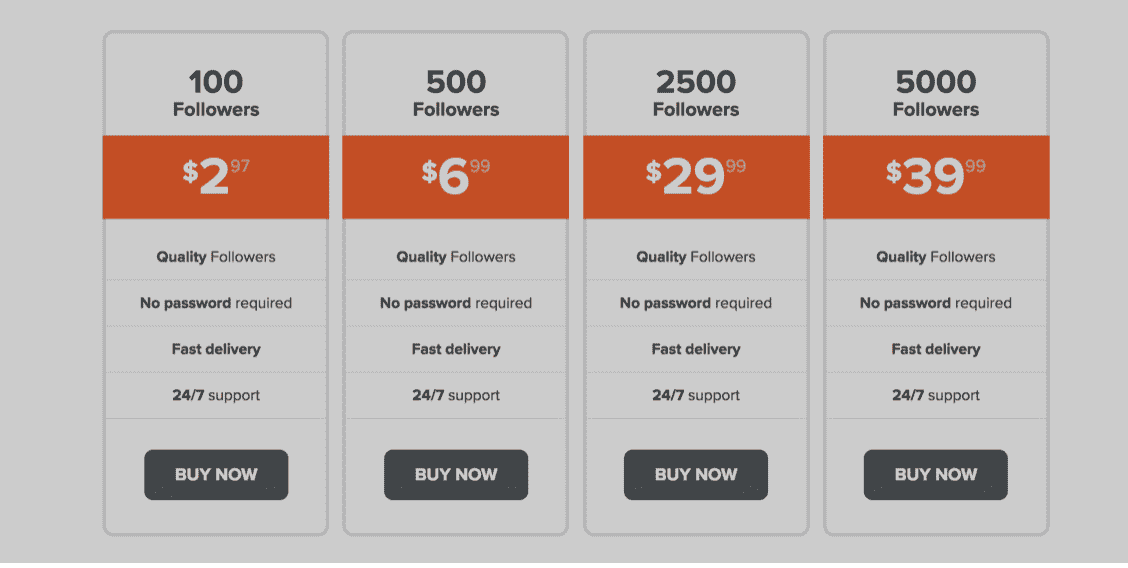 100
Followers
$2 97
Quality Followers
No password required
Fast delivery
24/7 support
BUY NOW
500
Followers
$6 99
Quality Followers
No password required
Fast delivery
24/7 support
BUY NOW
2500
Followers
$29 99
Quality Followers
No password required
Fast delivery
24/7 support
BUY NOW
5000
Followers
$39 99
Quality Followers
No password required
Fast delivery
24/7 support
BUY NOW